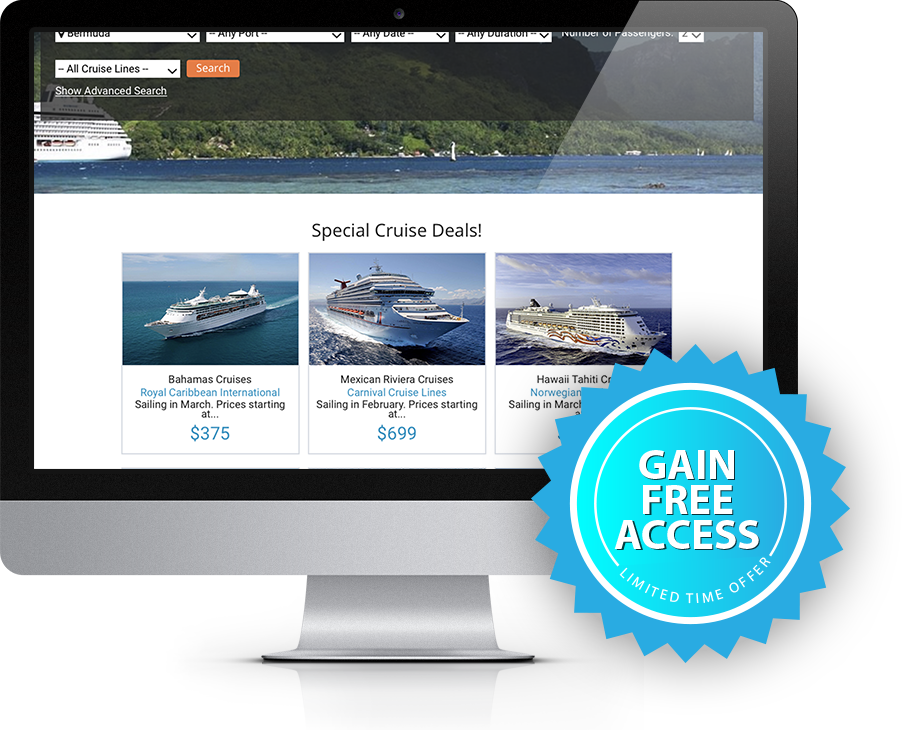 Bermuda
-- Any Port --
-- Any Date --
-- Any Duration --
Number of Passengers:
2
-- All Cruise Lines --
Search
Show Advanced Search
Special Cruise Deals!
Bahamas Cruises
Royal Caribbean International
Sailing in March. Prices starting
at...
$375
Mexican Riviera Cruises
Carnival Cruise Lines
Sailing in February. Prices starting
at...
$699
Hawaii Tahiti Cr
Norwegian
Sailing in March
GAIN
FREE
ACCESS
LIMITED TIME OFFER